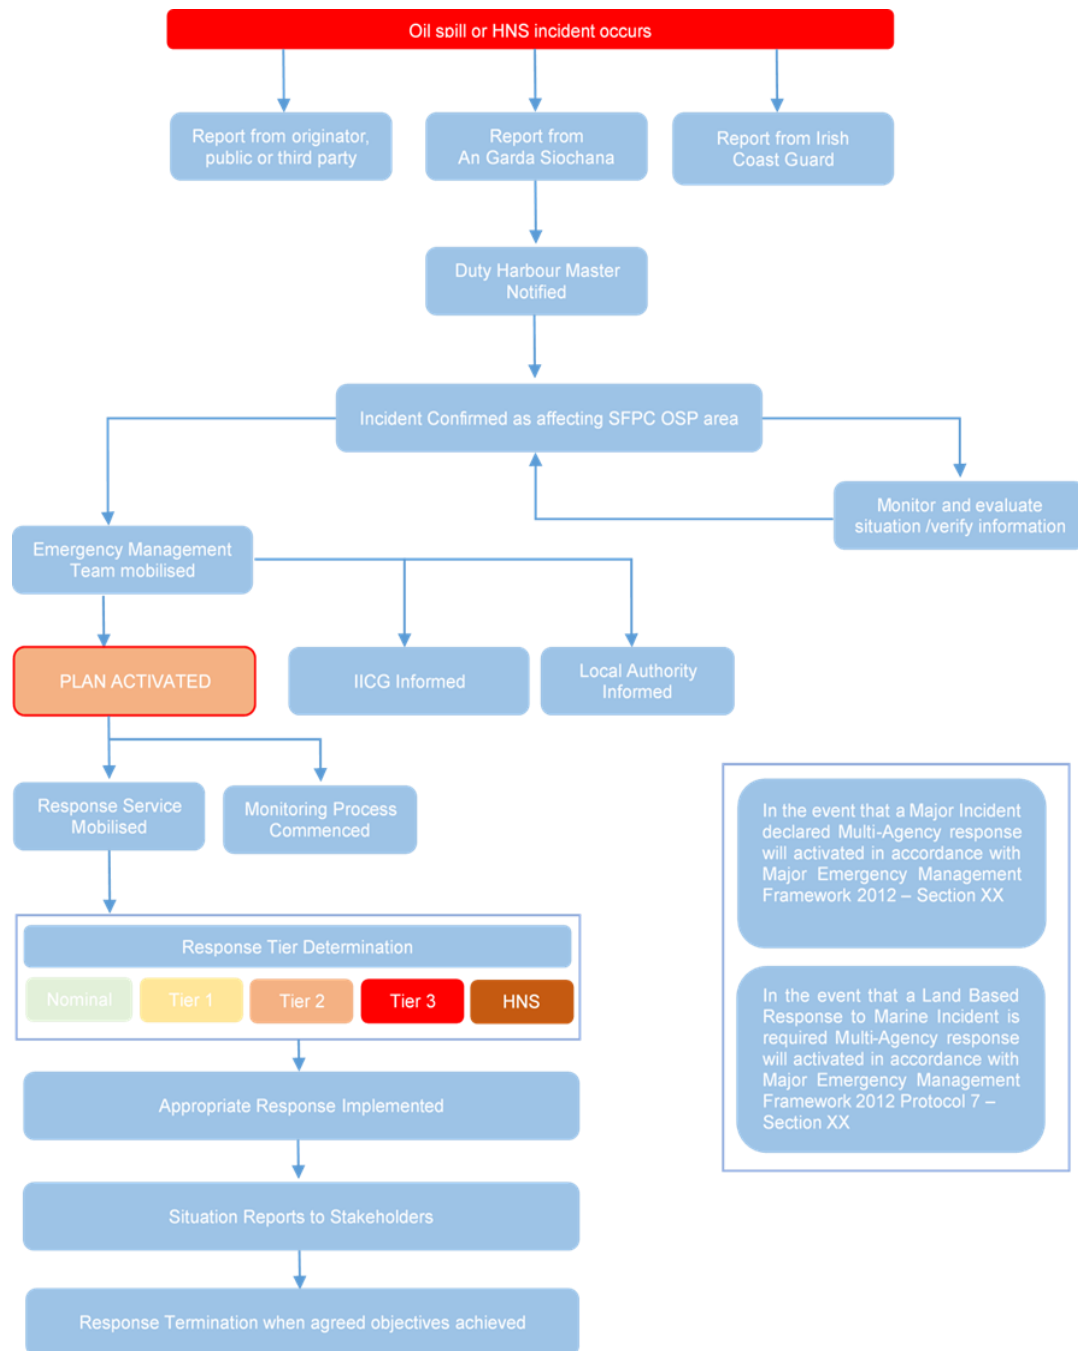 Oil spill or HNS incident occurs
Report from originator,
public or third party
Report from
An Garda Siochana
Report from Irish
Coast Guard
Duty Harbour Master
Notified
Incident Confirmed as affecting SFPC OSP area
Monitor and evaluate
situation /verify information
Emergency Management
Team mobilised
PLAN ACTIVATED
IICG Informed
Local Authority
Informed
Response Service
Mobilised
Monitoring Process
Commenced
In the event that a Major Incident
declared Multi-Agency response
will activated in accordance with
Major Emergency Management
Framework 2012 – Section XX
Response Tier Determination
Nominal
Tier 1
Tier 2
Tier 3
HNS
In the event that a Land Based
Response to Marine Incident is
required Multi-Agency response
will activated in accordance with
Major Emergency Management
Framework 2012 Protocol 7 –
Section XX
Appropriate Response Implemented
Situation Reports to Stakeholders
Response Termination when agreed objectives achieved